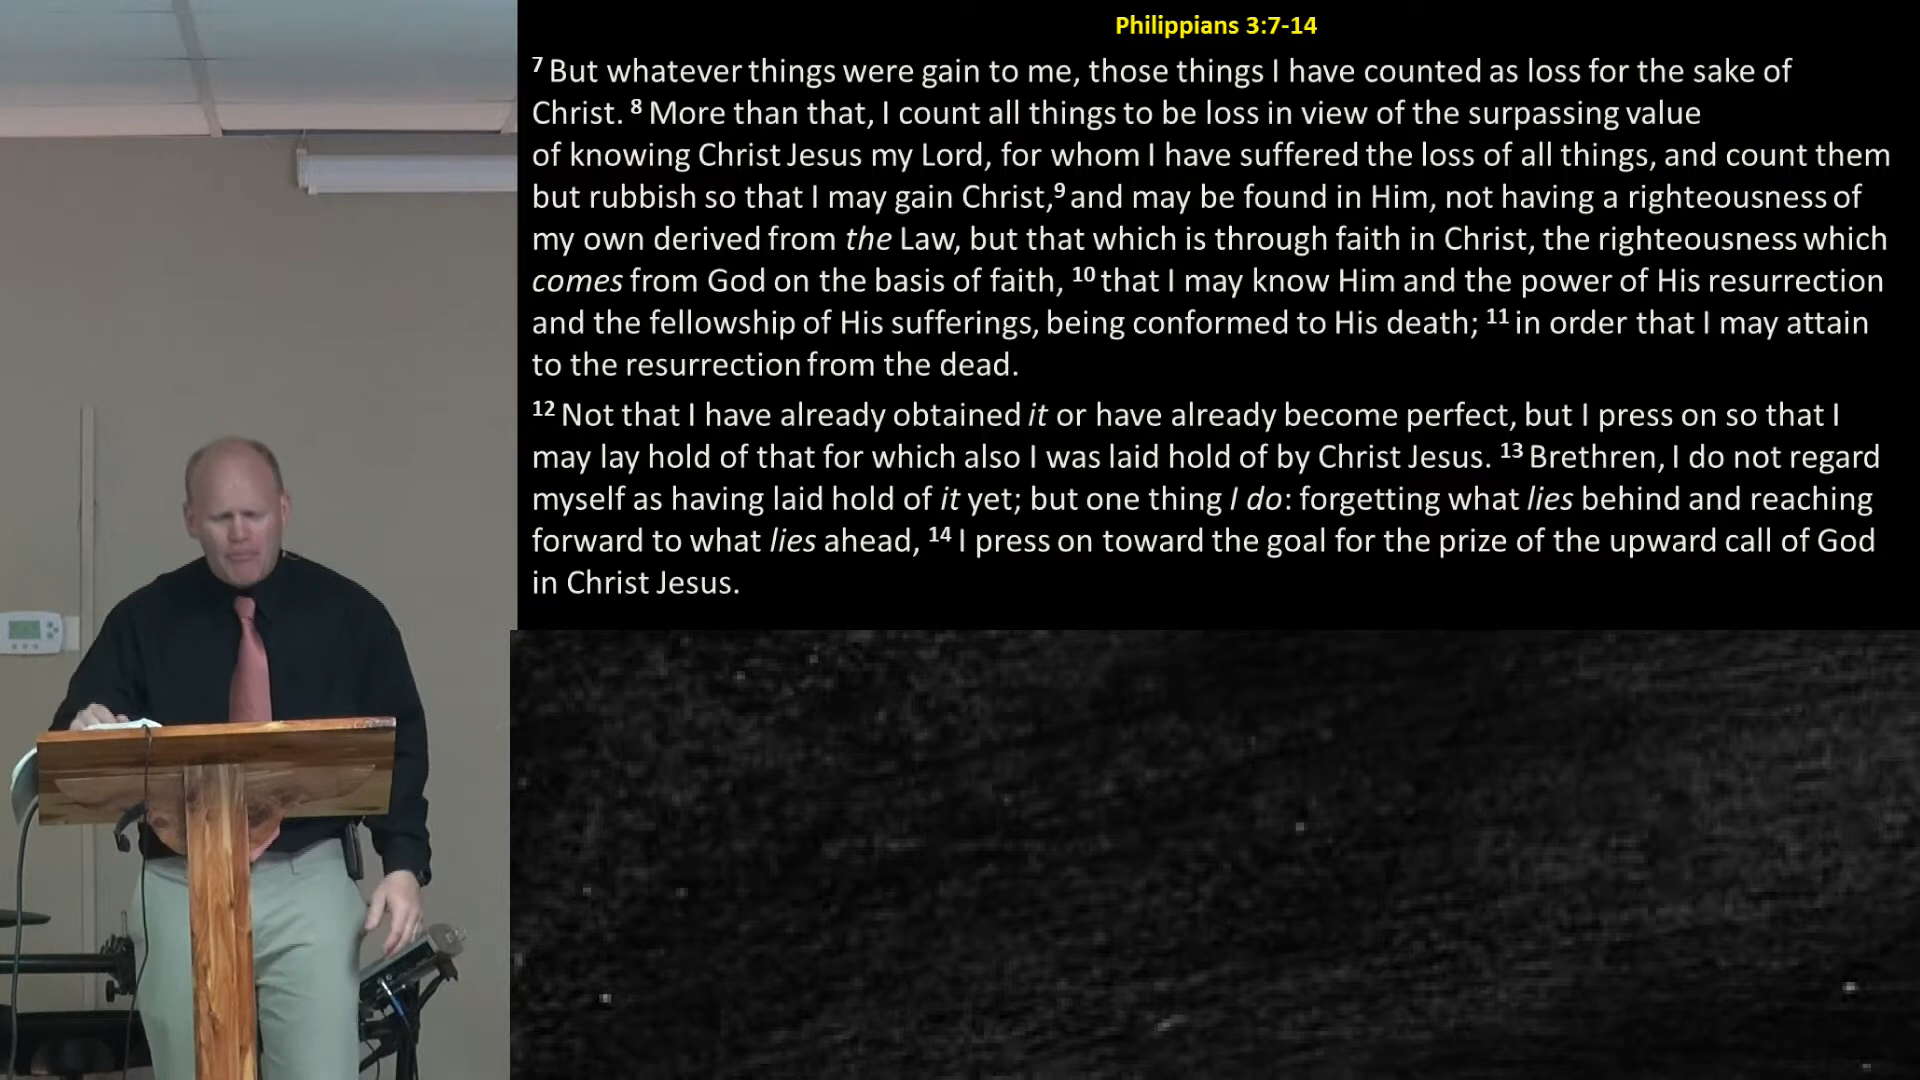 Philippians 3:7-14
7 But whatever things were gain to me, those things I have counted as loss for the sake of
Christ. 8 More than that, I count all things to be loss in view of the surpassing value
of knowing Christ Jesus my Lord, for whom I have suffered the loss of all things, and count them
but rubbish so that I may gain Christ,9 and may be found in Him, not having a righteousness of
my own derived from the Law, but that which is through faith in Christ, the righteousness which
comes from God on the basis of faith, 10 that I may know Him and the power of His resurrection
and the fellowship of His sufferings, being conformed to His death; 11 in order that I may attain
to the resurrection from the dead.
12 Not that I have already obtained it or have already become perfect, but I press on so that I
may lay hold of that for which also I was laid hold of by Christ Jesus. 13 Brethren, I do not regard
myself as having laid hold of it yet; but one thing I do: forgetting what lies behind and reaching
forward to what lies ahead, 14 I press on toward the goal for the prize of the upward call of God
in Christ Jesus.